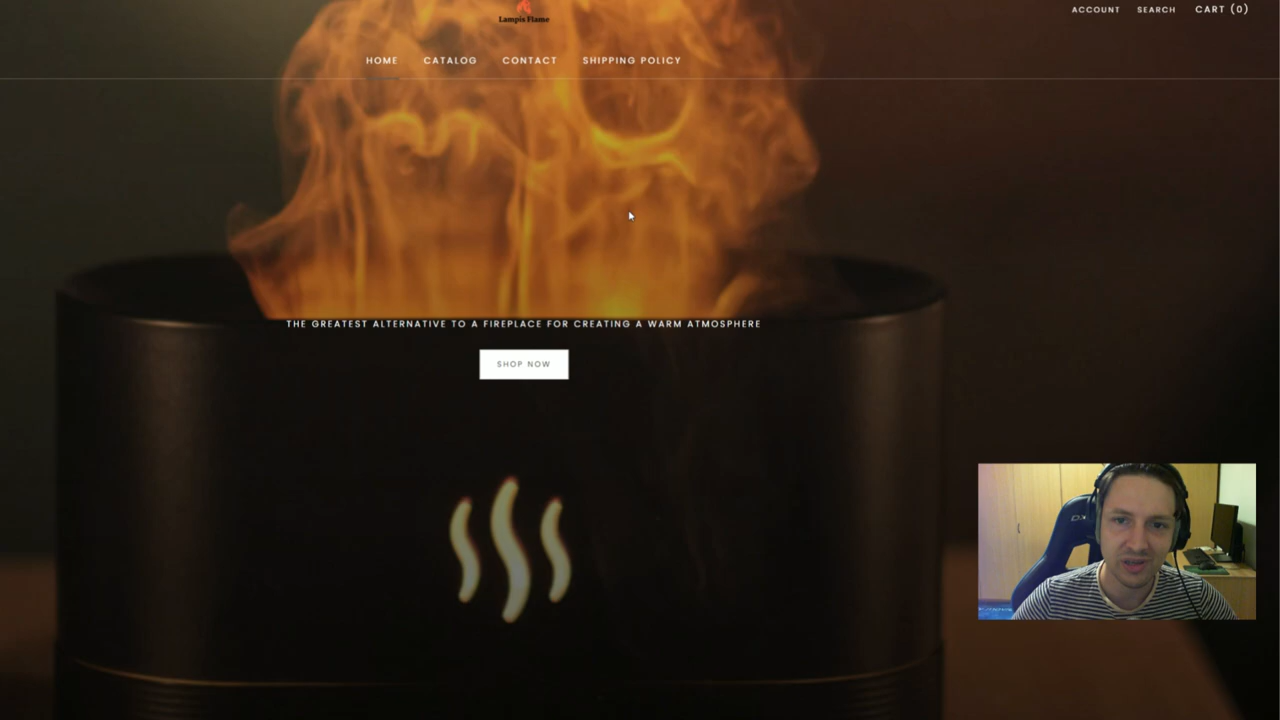 Lampis Flame
ACCOUNT
SEARCH
CART (0)
HOME
CATALOG
CONTACT
SHIPPING POLICY
THE GREATEST ALTERNATIVE TO A FIREPLACE FOR CREATING A WARM ATMOSPHERE
SHOP NOW
DX